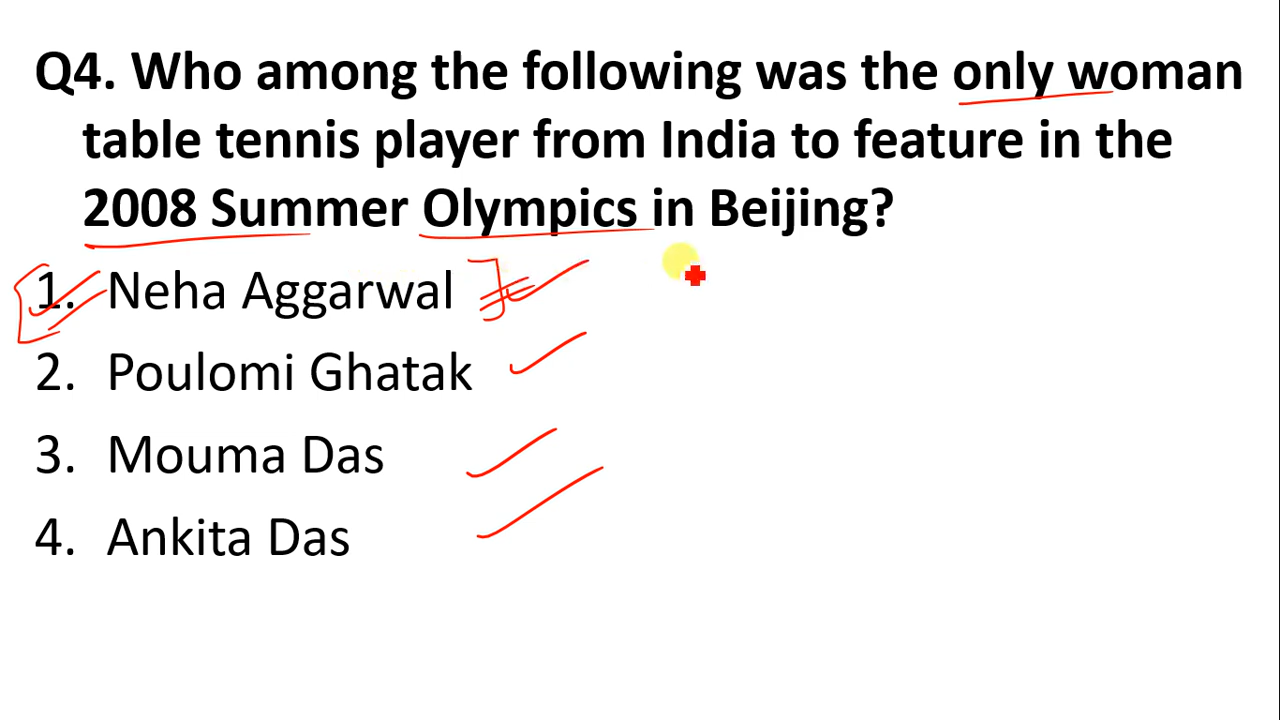 Q4. Who among the following was the only woman
table tennis player from India to feature in the
2008 Summer Olympics in Beijing?
1. Neha Aggarwal
2. Poulomi Ghatak
3. Mouma Das
4. Ankita Das